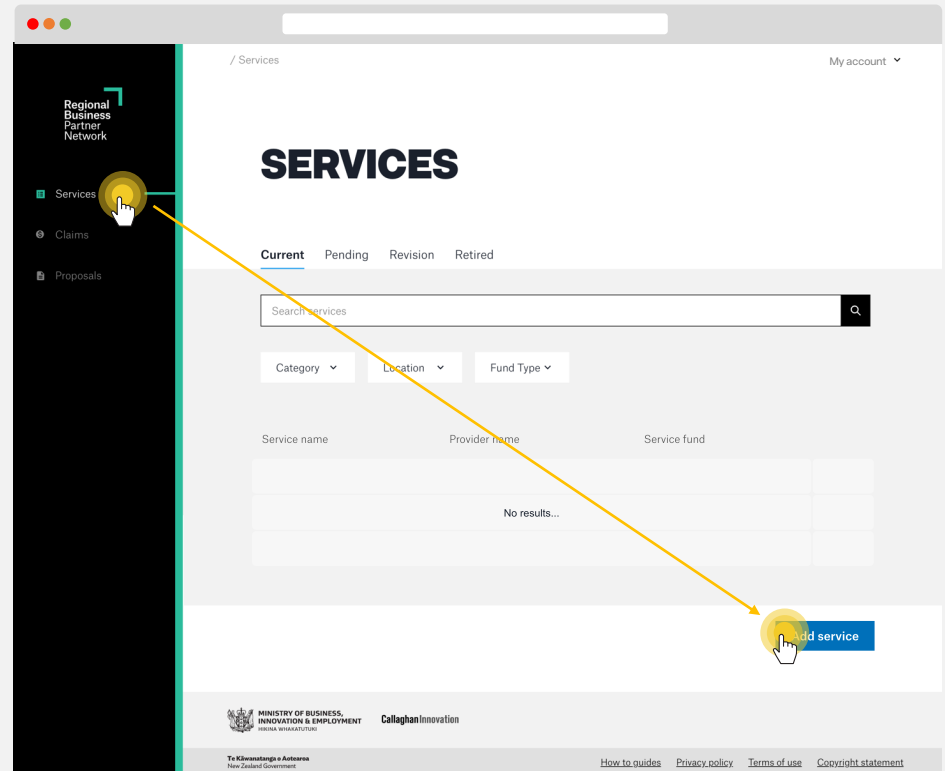 / Services
My account
Regional
Business
Partner
Network
SERVICES
Services
Claims
Proposals
Current Pending Revision Retired
Search services
Category Location Fund Type
Service name Provider name Service fund
No results...
Add service
MINISTRY OF BUSINESS,
INNOVATION & EMPLOYMENT
HIKINA WHAKATUTUKI
CallaghanInnovation
Te Kāwanatanga o Aotearoa
New Zealand Government
How to guides Privacy policy Terms of use Copyright statement